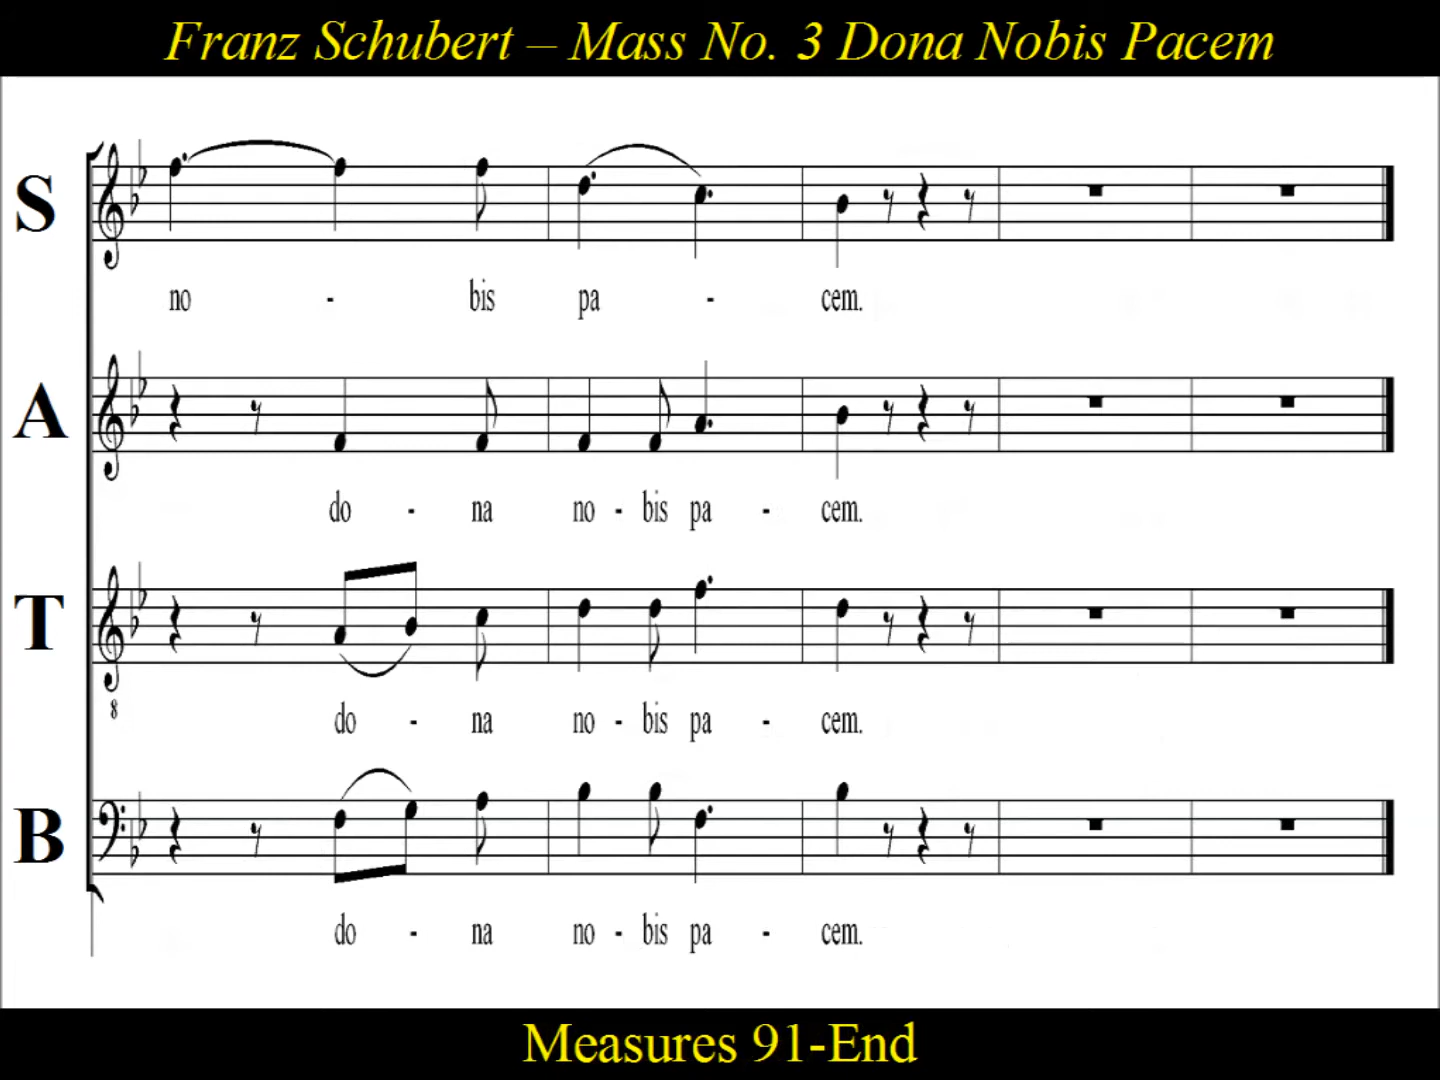 Franz Schubert – Mass No. 3 Dona Nobis Pacem
S
no - bis pa - cem.
A
do - na no - bis pa - cem.
T
8
do - na no - bis pa - cem.
B
do - na no - bis pa - cem.
Measures 91-End